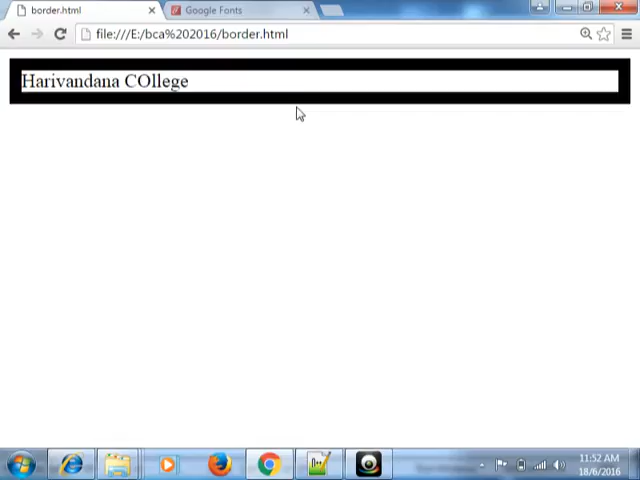 border.html
Google Fonts
file:///E:/bca%202016/border.html
Harivandana COllege
11:52 AM
18/6/2016